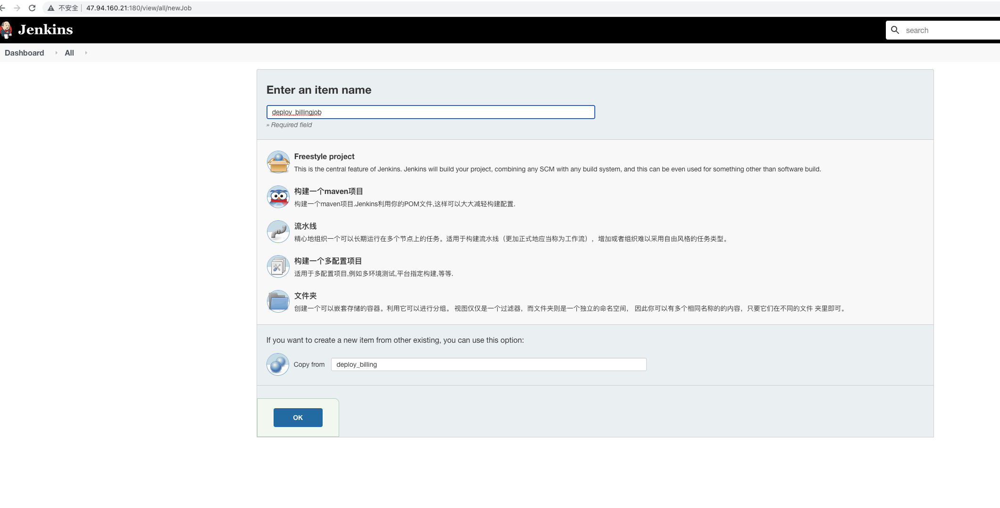 不安全 47.94.160.21:180/view/all/newJob
Jenkins
search
Dashboard All
Enter an item name
deploy_billingjob
» Required field
Freestyle project
This is the central feature of Jenkins. Jenkins will build your project, combining any SCM with any build system, and this can be even used for something other than software build.
构建一个maven项目
构建一个maven项目.Jenkins利用你的POM文件,这样可以大大减轻构建配置.
流水线
精心地组织一个可以长期运行在多个节点上的任务。适用于构建流水线（更加正式地应当称为工作流），增加或者组织难以采用自由风格的任务类型。
构建一个多配置项目
适用于多配置项目,例如多环境测试,平台指定构建,等等.
文件夹
创建一个可以嵌套存储的容器。利用它可以进行分组。 视图仅仅是一个过滤器，而文件夹则是一个独立的命名空间， 因此你可以有多个相同名称的的内容，只要它们在不同的文件 夹里即可。
If you want to create a new item from other existing, you can use this option:
Copy from deploy_billing
OK